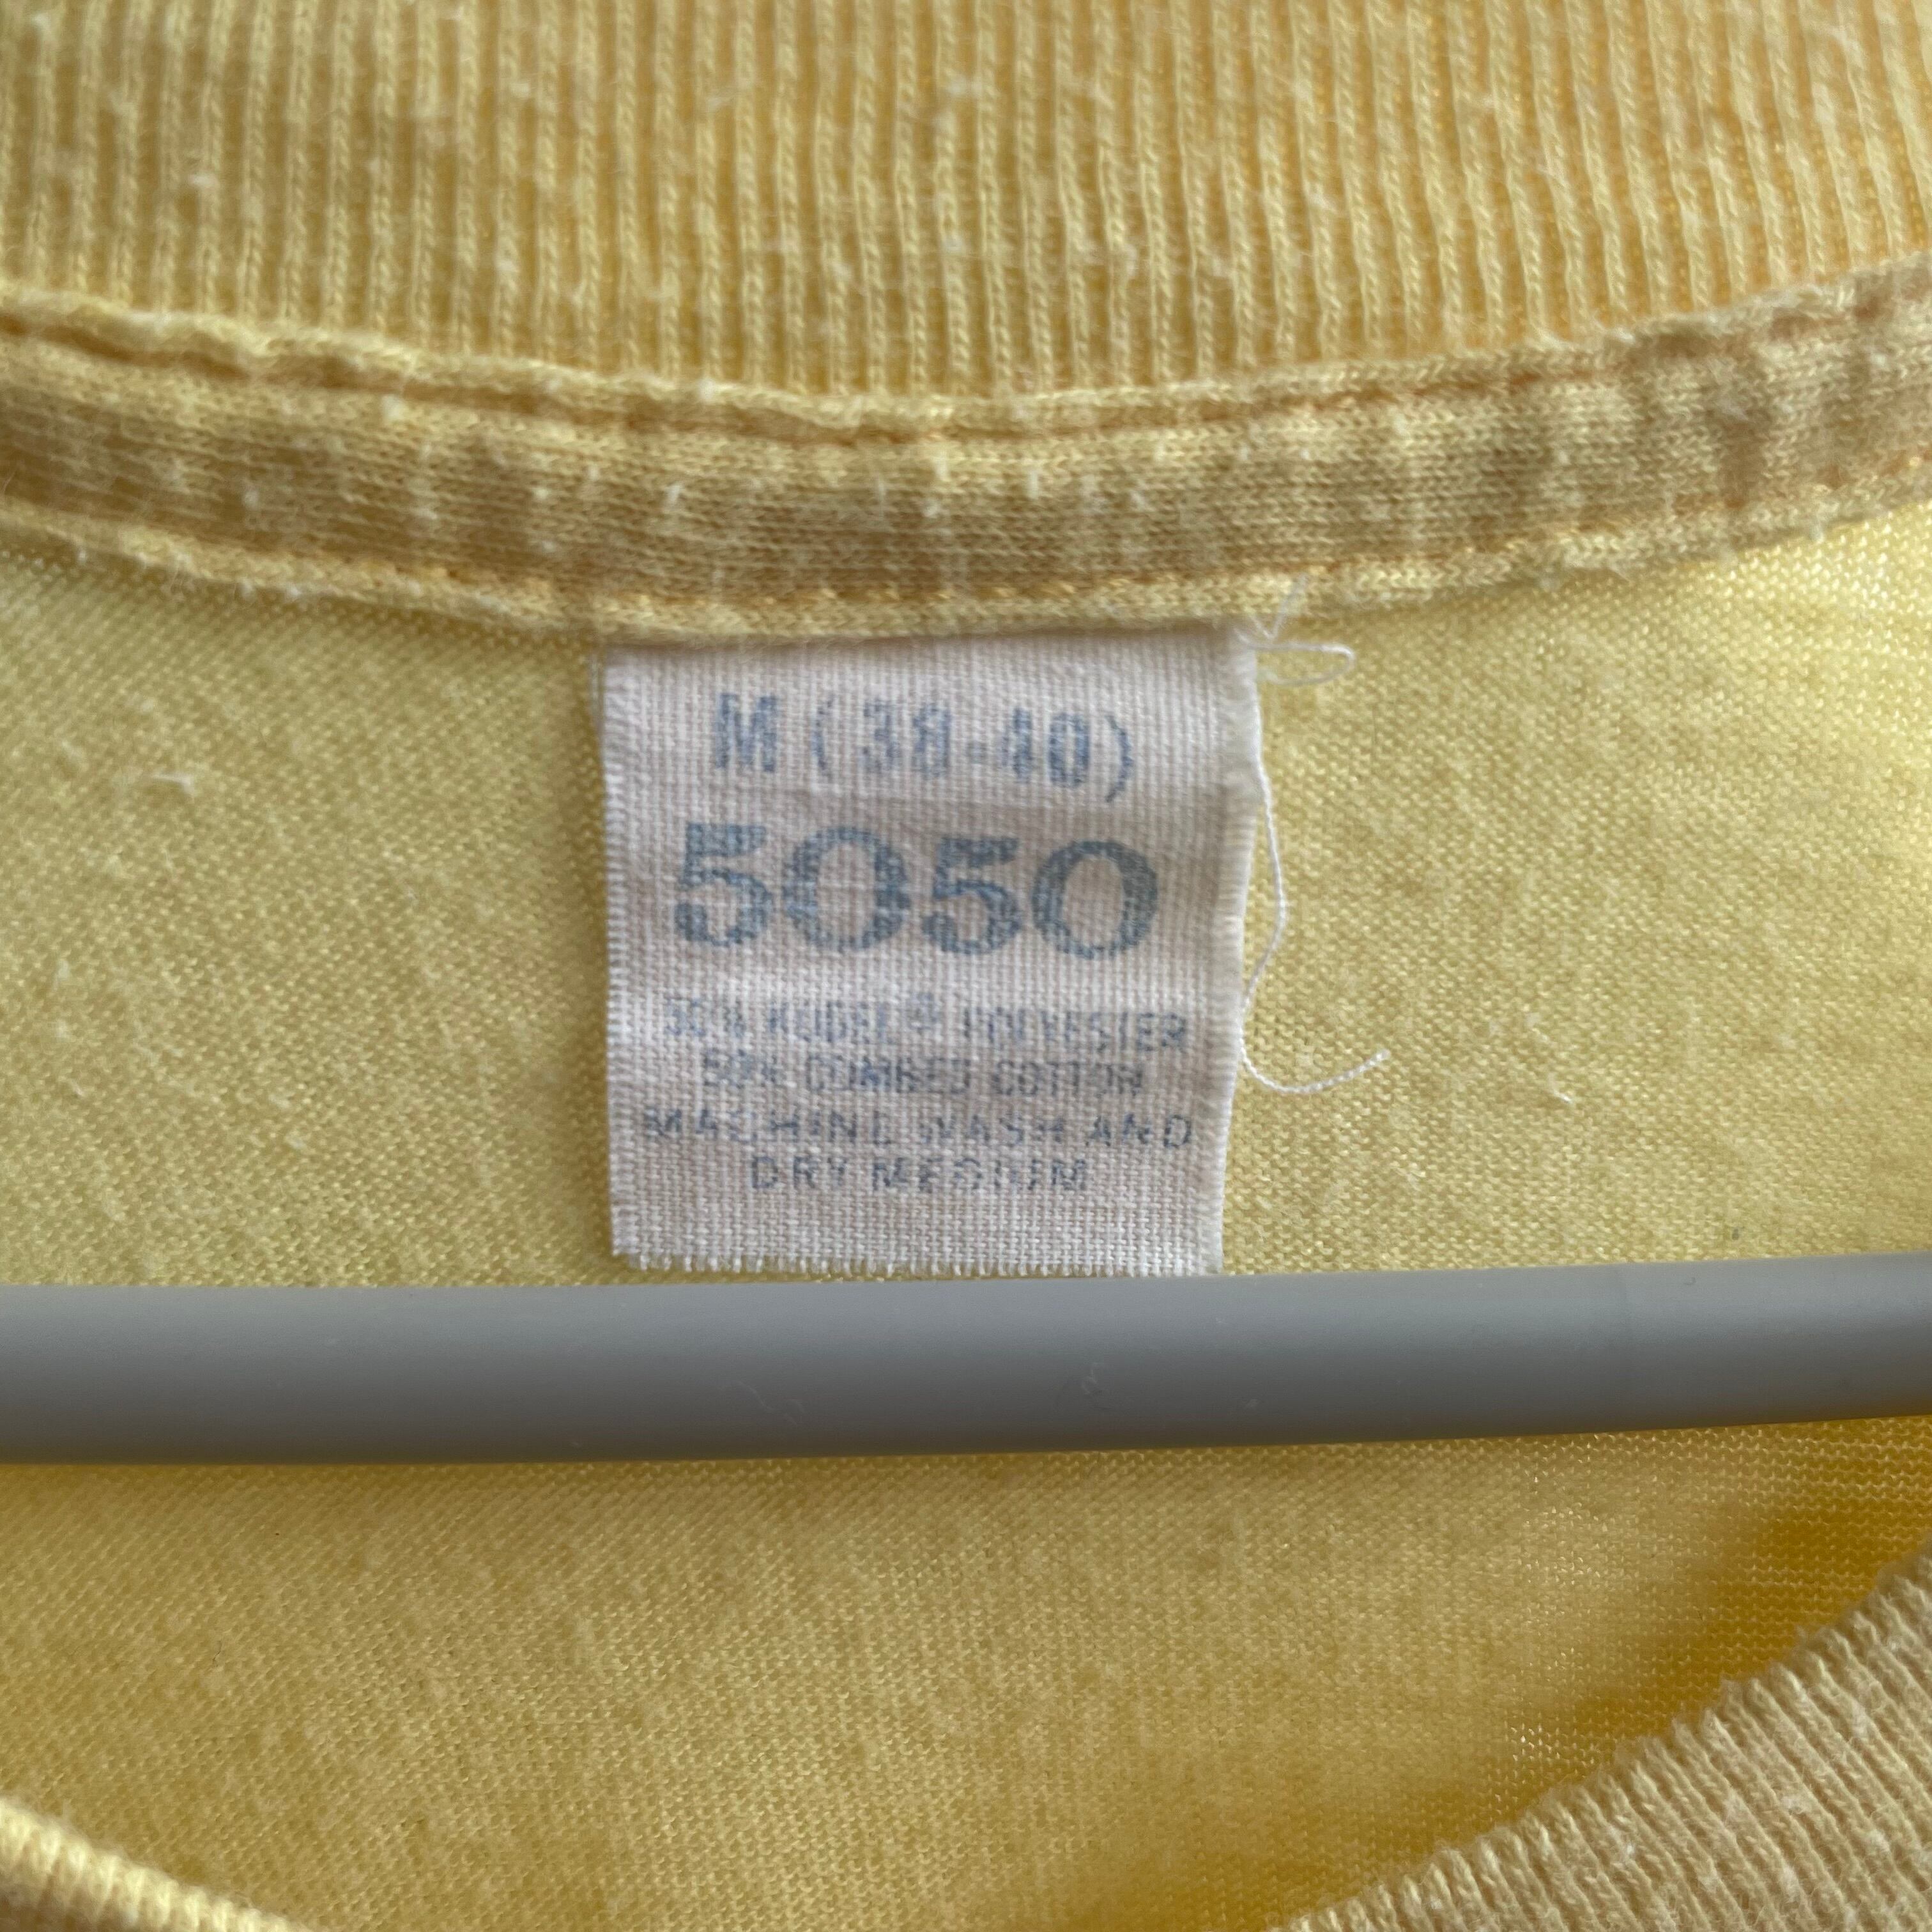 M (38-40)
5050
50% KODEL® POLYESTER
50% COMBED COTTON
MACHINE WASH AND
DRY MEDIUM